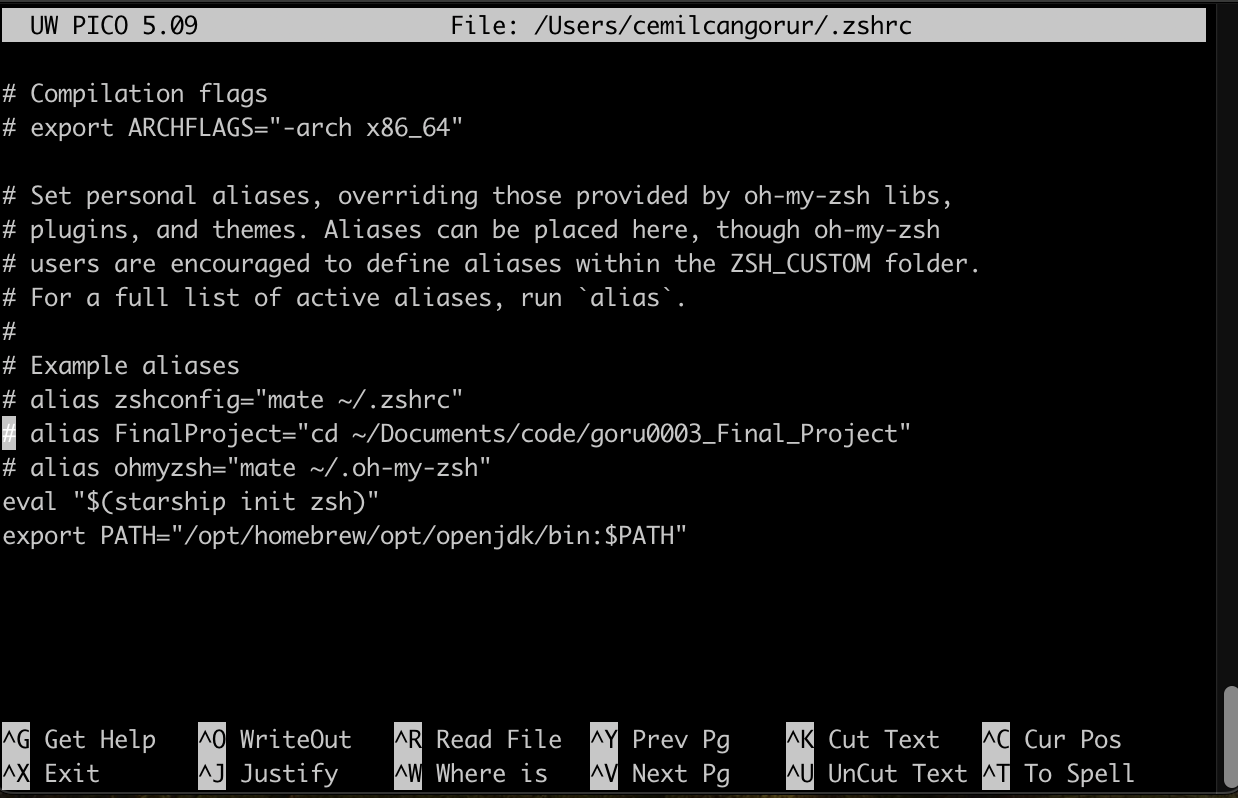 UW PICO 5.09 File: /Users/cemilcangorur/.zshrc
# Compilation flags
# export ARCHFLAGS="-arch x86_64"
# Set personal aliases, overriding those provided by oh-my-zsh libs,
# plugins, and themes. Aliases can be placed here, though oh-my-zsh
# users are encouraged to define aliases within the ZSH_CUSTOM folder.
# For a full list of active aliases, run `alias`.
#
# Example aliases
# alias zshconfig="mate ~/.zshrc"
# alias FinalProject="cd ~/Documents/code/goru0003_Final_Project"
# alias ohmyzsh="mate ~/.oh-my-zsh"
eval "$(starship init zsh)"
export PATH="/opt/homebrew/opt/openjdk/bin:$PATH"
^G Get Help ^O WriteOut ^R Read File ^Y Prev Pg ^K Cut Text ^C Cur Pos
^X Exit ^J Justify ^W Where is ^V Next Pg ^U UnCut Text ^T To Spell